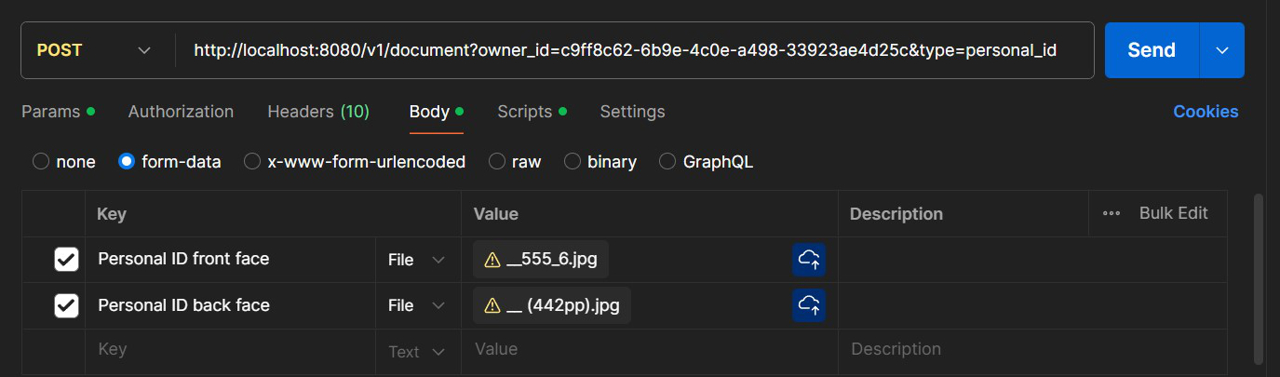 POST http://localhost:8080/v1/document?owner_id=c9ff8c62-6b9e-4c0e-a498-33923ae4d25c&type=personal_id Send
Params Authorization Headers (10) Body Scripts Settings Cookies
none form-data x-www-form-urlencoded raw binary GraphQL
Key Value Description ••• Bulk Edit
Personal ID front face File __555_6.jpg
Personal ID back face File __ (442pp).jpg
Key Text Value Description